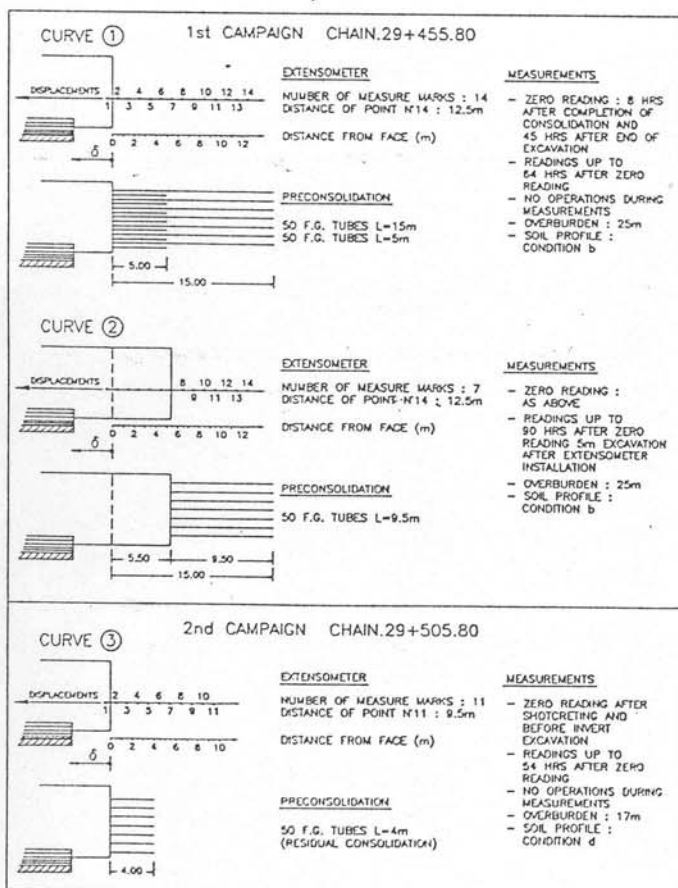 1st CAMPAIGN CHAIN.29+455.80
CURVE 1
DISPLACEMENTS
2 4 6 8 10 12 14
1 3 5 7 9 11 13
δ
0 2 4 6 8 10 12
EXTENSOMETER
NUMBER OF MEASURE MARKS : 14
DISTANCE OF POINT N'14 : 12.5m
DISTANCE FROM FACE (m)
PRECONSOLIDATION
50 F.G. TUBES L=15m
50 F.G. TUBES L=5m
5.00
15.00
MEASUREMENTS
- ZERO READING : 8 HRS
AFTER COMPLETION OF
CONSOLIDATION AND
45 HRS AFTER END OF
EXCAVATION
- READINGS UP TO
64 HRS AFTER ZERO
READING
- NO OPERATIONS DURING
MEASUREMENTS
- OVERBURDEN : 25m
- SOIL PROFILE :
CONDITION b
CURVE 2
DISPLACEMENTS
8 10 12 14
9 11 13
δ
0 2 4 6 8 10 12
EXTENSOMETER
NUMBER OF MEASURE MARKS : 7
DISTANCE OF POINT N'14 : 12.5m
DISTANCE FROM FACE (m)
PRECONSOLIDATION
50 F.G. TUBES L=9.5m
5.50 9.50
15.00
MEASUREMENTS
- ZERO READING :
AS ABOVE
- READINGS UP TO
90 HRS AFTER ZERO
READING 5m EXCAVATION
AFTER EXTENSOMETER
INSTALLATION
- OVERBURDEN : 25m
- SOIL PROFILE :
CONDITION b
2nd CAMPAIGN CHAIN.29+505.80
CURVE 3
DISPLACEMENTS
2 4 6 8 10
1 3 5 7 9 11
δ
0 2 4 6 8 10
EXTENSOMETER
NUMBER OF MEASURE MARKS : 11
DISTANCE OF POINT N'11 : 9.5m
DISTANCE FROM FACE (m)
PRECONSOLIDATION
50 F.G. TUBES L=4m
(RESIDUAL CONSOLIDATION)
4.00
MEASUREMENTS
- ZERO READING AFTER
SHOTCRETING AND
BEFORE INVERT
EXCAVATION
- READINGS UP TO
54 HRS AFTER ZERO
READING
- NO OPERATIONS DURING
MEASUREMENTS
- OVERBURDEN : 17m
- SOIL PROFILE :
CONDITION d